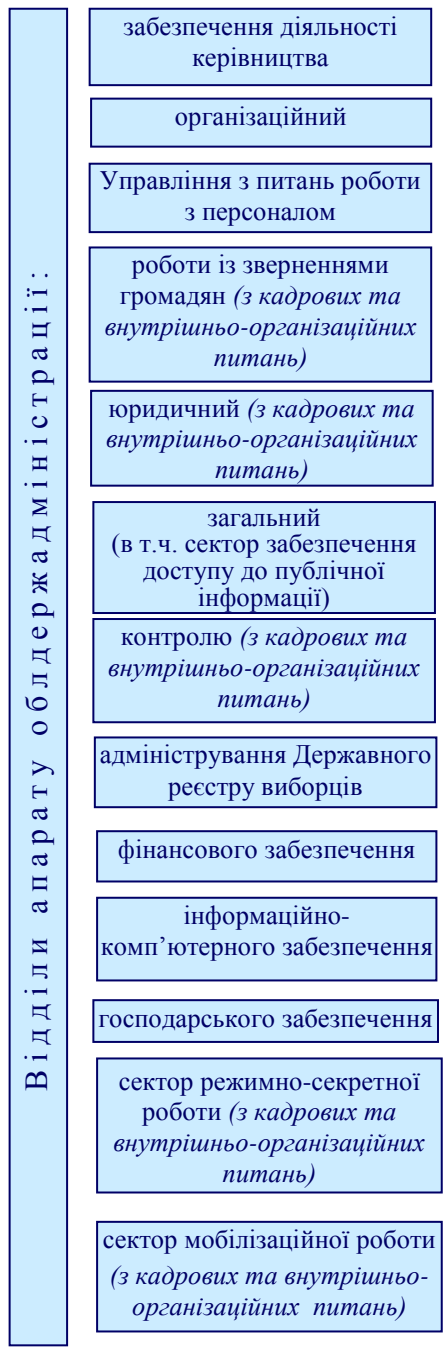 Відділи апарату облдержадміністрації:
забезпечення діяльності
керівництва
організаційний
Управління з питань роботи
з персоналом
роботи із зверненнями
громадян (з кадрових та
внутрішньо-організаційних
питань)
юридичний (з кадрових та
внутрішньо-організаційних
питань)
загальний
(в т.ч. сектор забезпечення
доступу до публічної
інформації)
контролю (з кадрових та
внутрішньо-організаційних
питань)
адміністрування Державного
реєстру виборців
фінансового забезпечення
інформаційно-
комп’ютерного забезпечення
господарського забезпечення
сектор режимно-секретної
роботи (з кадрових та
внутрішньо-організаційних
питань)
сектор мобілізаційної роботи
(з кадрових та внутрішньо-
організаційних питань)